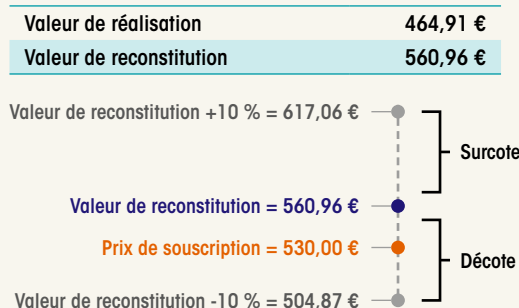 Valeur de réalisation 464,91 €
Valeur de reconstitution 560,96 €
Valeur de reconstitution +10 % = 617,06 €
Surcote
Valeur de reconstitution = 560,96 €
Prix de souscription = 530,00 €
Décote
Valeur de reconstitution -10 % = 504,87 €